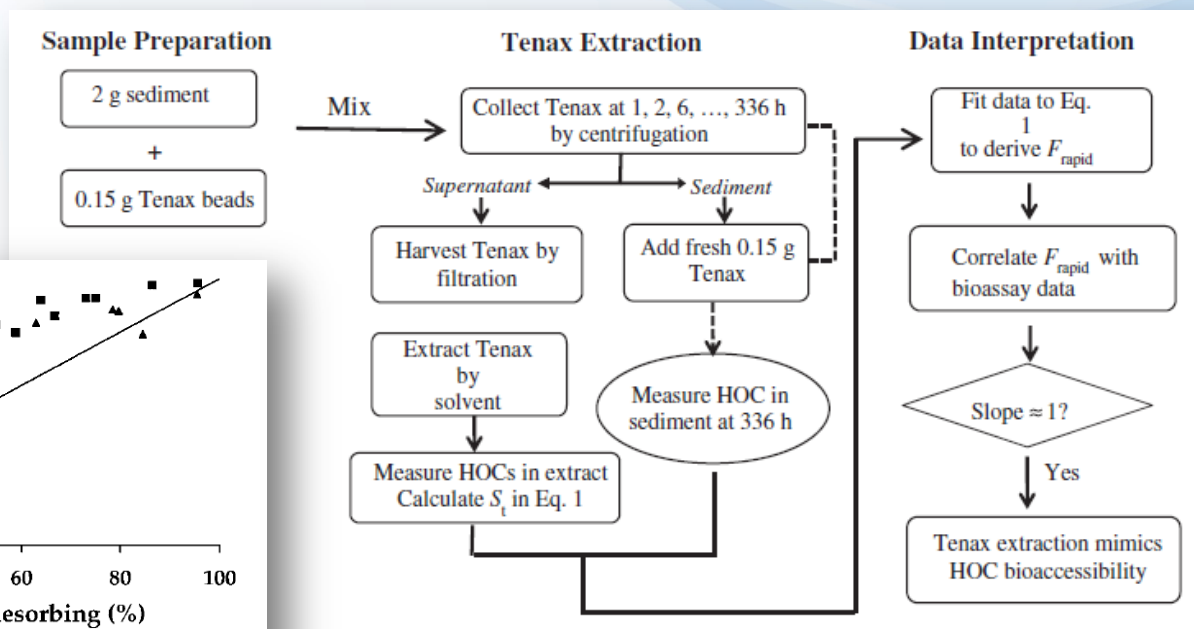 Sample Preparation
2 g sediment
+
0.15 g Tenax beads
Mix
Tenax Extraction
Collect Tenax at 1, 2, 6, …, 336 h
by centrifugation
Supernatant
Sediment
Harvest Tenax by
filtration
Add fresh 0.15 g
Tenax
Extract Tenax
by
solvent
Measure HOC in
sediment at 336 h
Measure HOCs in extract
Calculate St in Eq. 1
Data Interpretation
Fit data to Eq.
1
to derive Frapid
Correlate Frapid with
bioassay data
Slope ≈ 1?
Yes
Tenax extraction mimics
HOC bioaccessibility
60 80 100
(%)